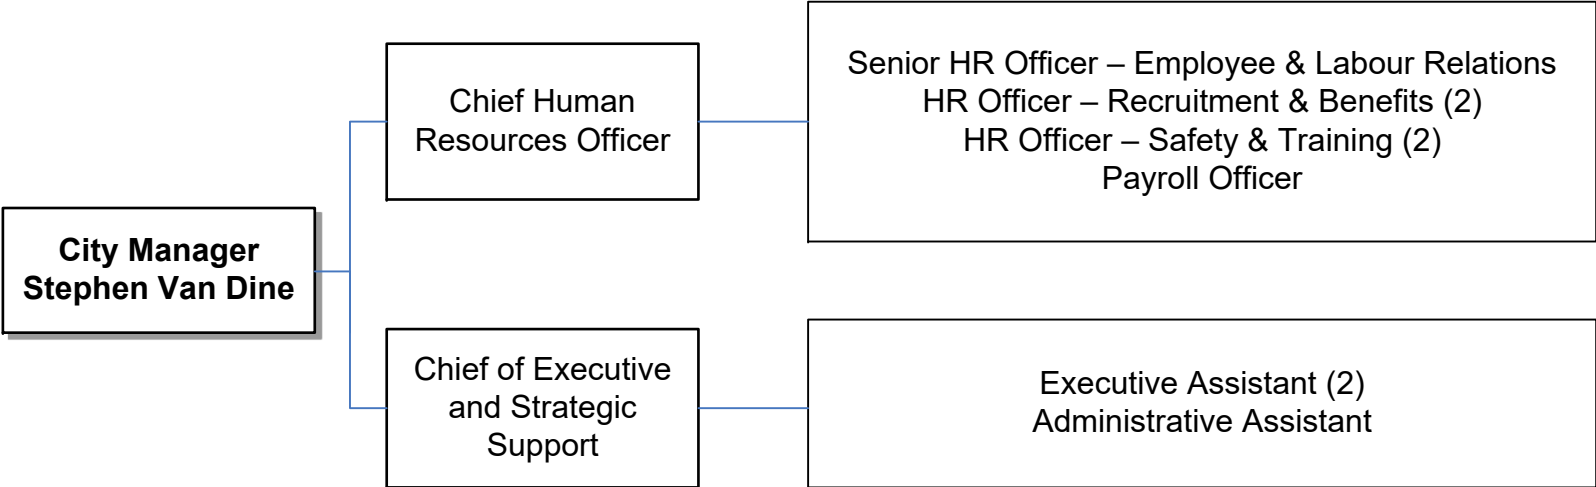 City Manager
Stephen Van Dine
Chief Human
Resources Officer
Senior HR Officer – Employee & Labour Relations
HR Officer – Recruitment & Benefits (2)
HR Officer – Safety & Training (2)
Payroll Officer
Chief of Executive
and Strategic
Support
Executive Assistant (2)
Administrative Assistant